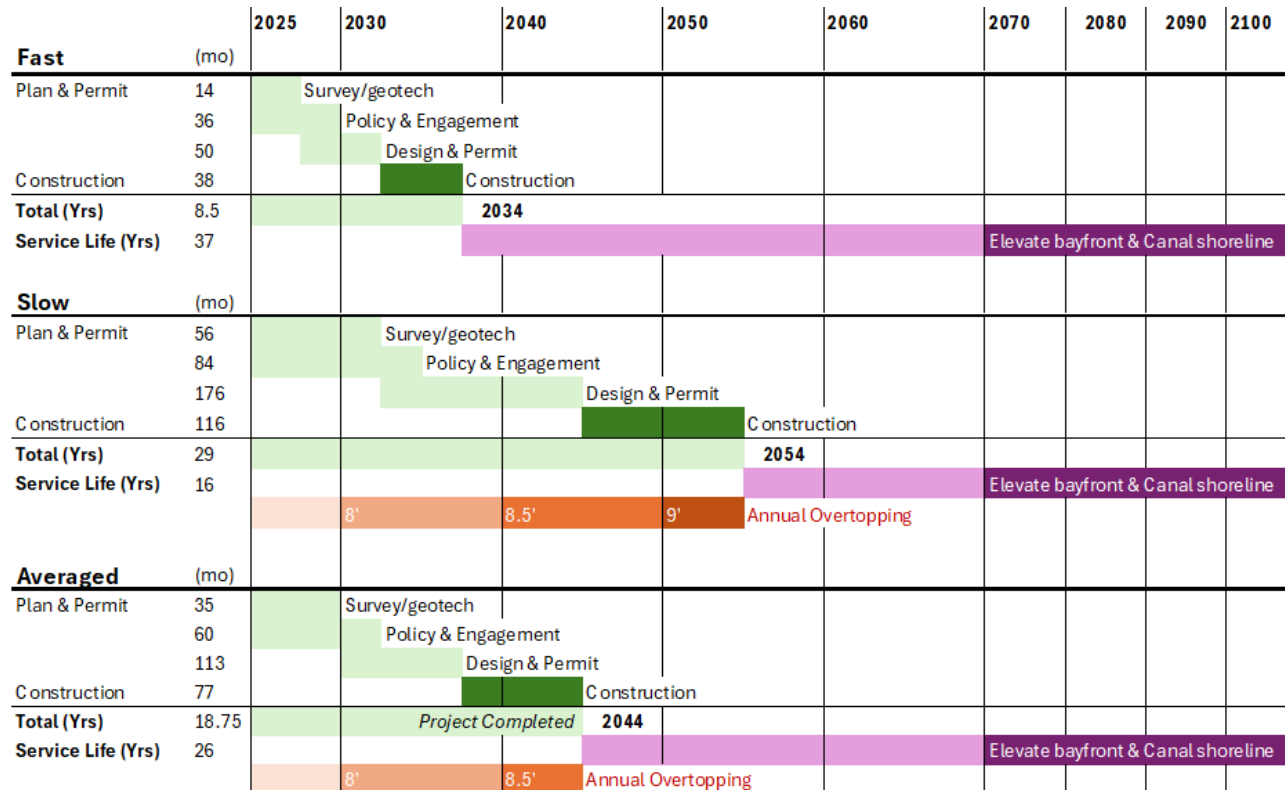 2025 2030 2040 2050 2060 2070 2080 2090 2100
Fast (mo)
Plan & Permit 14 Survey/geotech
36 Policy & Engagement
50 Design & Permit
Construction 38 Construction
Total (Yrs) 8.5 2034
Service Life (Yrs) 37 Elevate bayfront & Canal shoreline
Slow (mo)
Plan & Permit 56 Survey/geotech
84 Policy & Engagement
176 Design & Permit
Construction 116 Construction
Total (Yrs) 29 2054
Service Life (Yrs) 16 Elevate bayfront & Canal shoreline
8' 8.5' 9' Annual Overtopping
Averaged (mo)
Plan & Permit 35 Survey/geotech
60 Policy & Engagement
113 Design & Permit
Construction 77 Construction
Total (Yrs) 18.75 Project Completed 2044
Service Life (Yrs) 26 Elevate bayfront & Canal shoreline
8' 8.5' Annual Overtopping